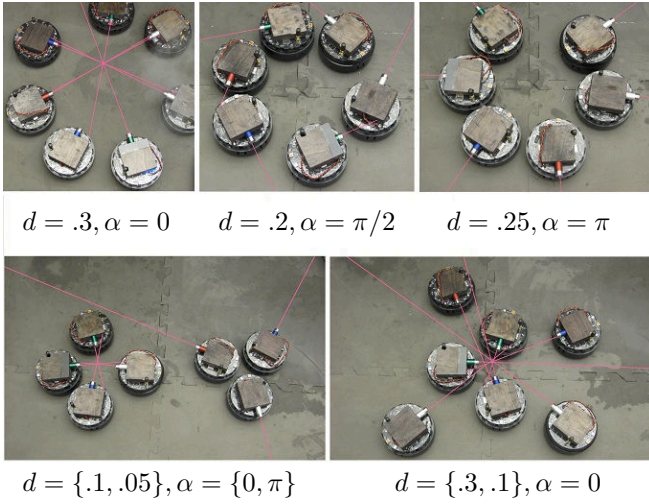 d = .3, α = 0
d = .2, α = π/2
d = .25, α = π
d = {.1, .05}, α = {0, π}
d = {.3, .1}, α = 0